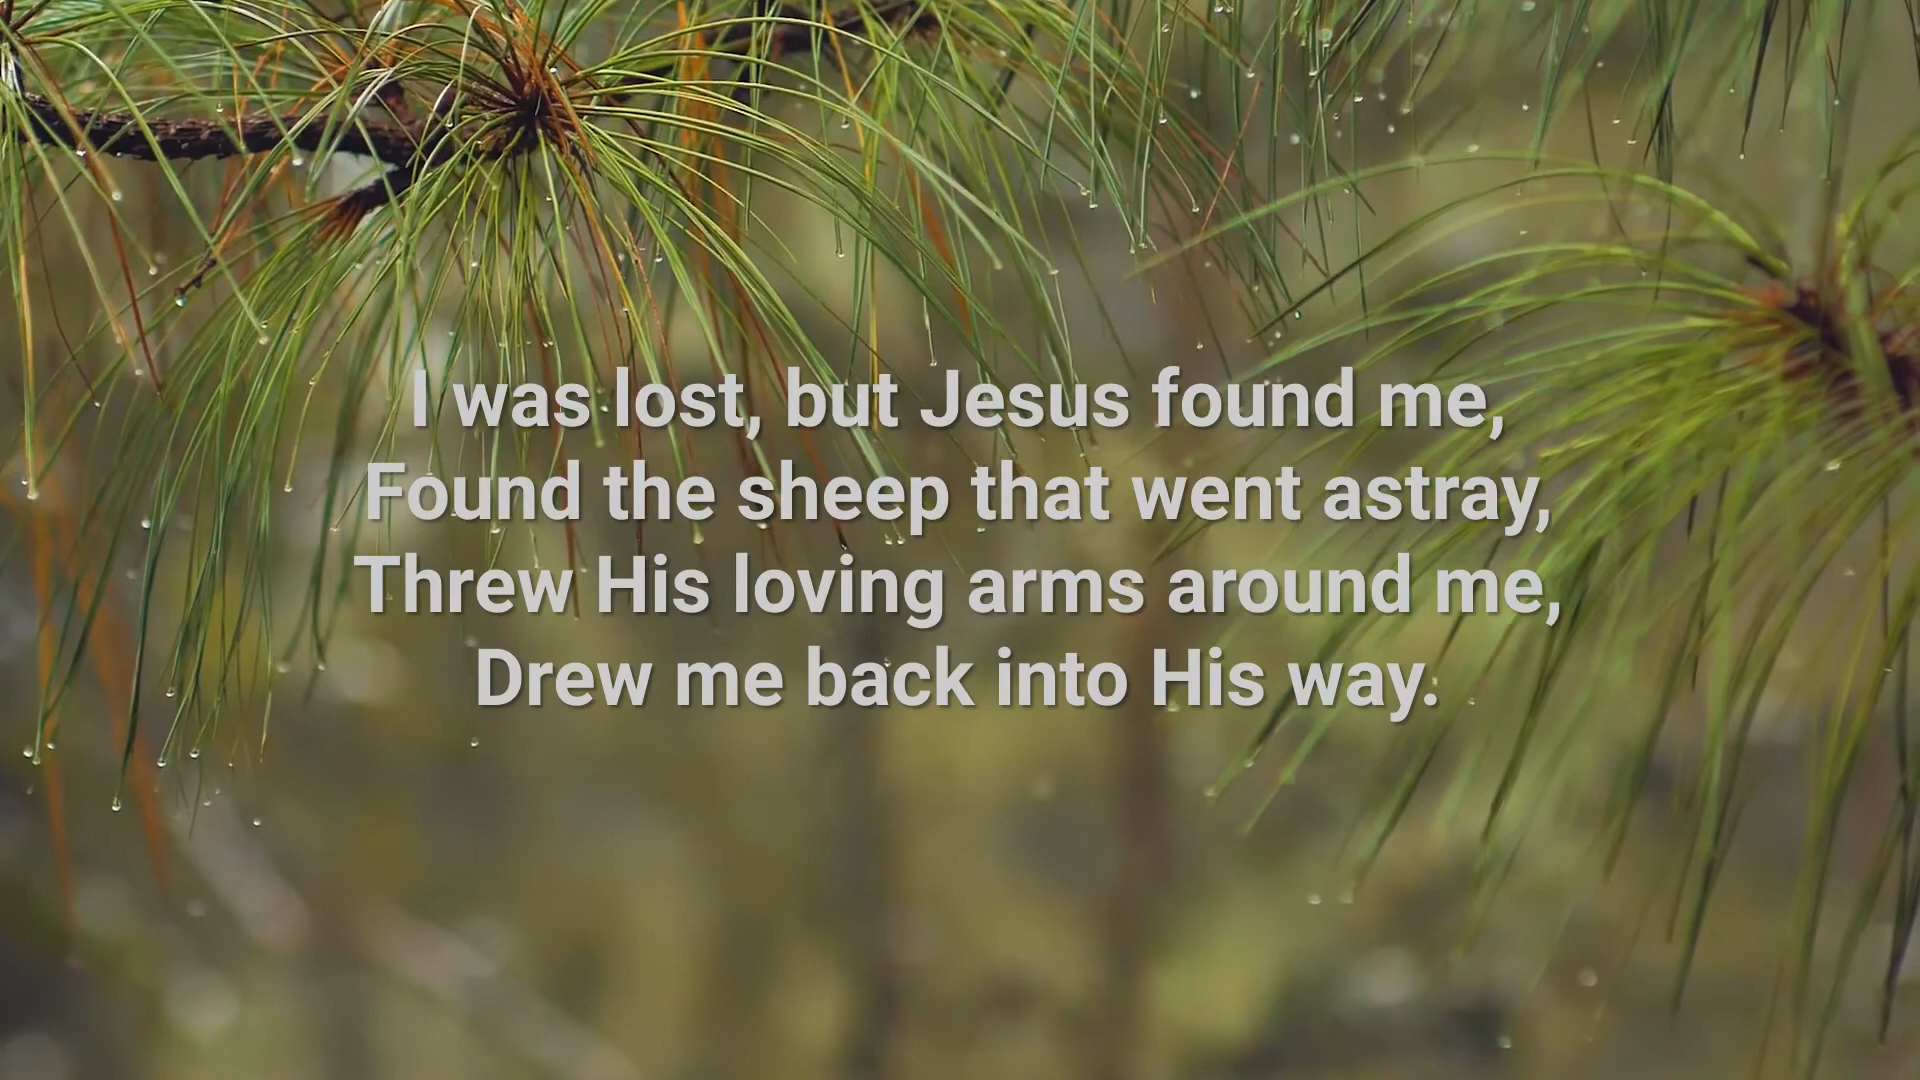 I was lost, but Jesus found me,
Found the sheep that went astray,
Threw His loving arms around me,
Drew me back into His way.